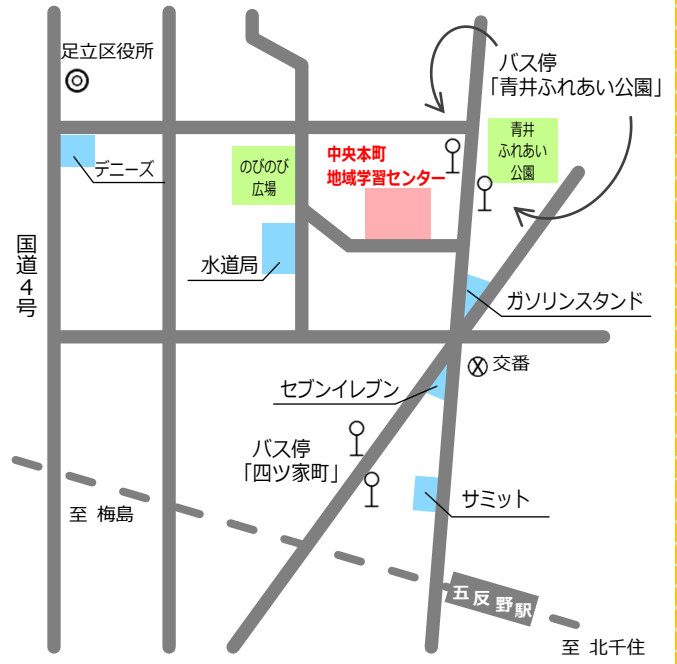 足立区役所
バス停
「青井ふれあい公園」
デニーズ
のびのび
広場
中央本町
地域学習センター
青井
ふれあい
公園
国道4号
水道局
ガソリンスタンド
交番
セブンイレブン
バス停
「四ツ家町」
サミット
至 梅島
五反野駅
至 北千住